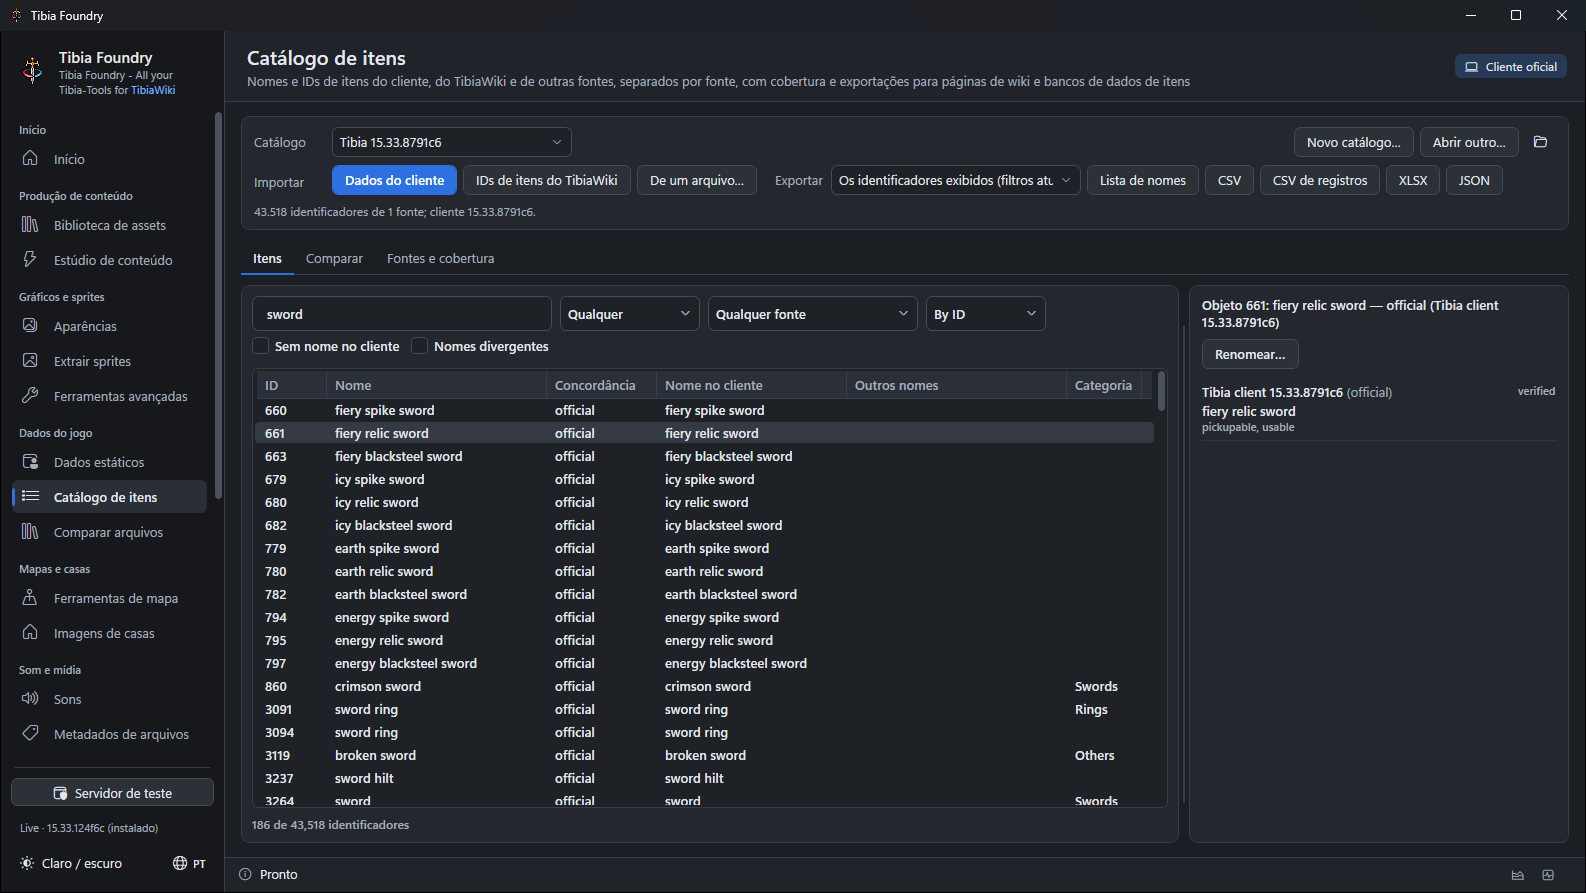 Tibia Foundry
Tibia Foundry
Tibia Foundry - All your
Tibia-Tools for TibiaWiki
Início
Início
Produção de conteúdo
Biblioteca de assets
Estúdio de conteúdo
Gráficos e sprites
Aparências
Extrair sprites
Ferramentas avançadas
Dados do jogo
Dados estáticos
Catálogo de itens
Comparar arquivos
Mapas e casas
Ferramentas de mapa
Imagens de casas
Som e mídia
Sons
Metadados de arquivos
Servidor de teste
Live · 15.33.124f6c (instalado)
Claro / escuro PT
Catálogo de itens
Nomes e IDs de itens do cliente, do TibiaWiki e de outras fontes, separados por fonte, com cobertura e exportações para páginas de wiki e bancos de dados de itens
Cliente oficial
Catálogo Tibia 15.33.8791c6 Novo catálogo... Abrir outro...
Importar Dados do cliente IDs de itens do TibiaWiki De um arquivo... Exportar Os identificadores exibidos (filtros atu Lista de nomes CSV CSV de registros XLSX JSON
43.518 identificadores de 1 fonte; cliente 15.33.8791c6.
Itens Comparar Fontes e cobertura
sword Qualquer Qualquer fonte By ID
Sem nome no cliente Nomes divergentes
ID Nome Concordância Nome no cliente Outros nomes Categoria
660 fiery spike sword official fiery spike sword
661 fiery relic sword official fiery relic sword
663 fiery blacksteel sword official fiery blacksteel sword
679 icy spike sword official icy spike sword
680 icy relic sword official icy relic sword
682 icy blacksteel sword official icy blacksteel sword
779 earth spike sword official earth spike sword
780 earth relic sword official earth relic sword
782 earth blacksteel sword official earth blacksteel sword
794 energy spike sword official energy spike sword
795 energy relic sword official energy relic sword
797 energy blacksteel sword official energy blacksteel sword
860 crimson sword official crimson sword Swords
3091 sword ring official sword ring Rings
3094 sword ring official sword ring
3119 broken sword official broken sword Others
3237 sword hilt official sword hilt
3264 sword official sword Swords
186 de 43,518 identificadores
Objeto 661: fiery relic sword — official (Tibia client
15.33.8791c6)
Renomear...
Tibia client 15.33.8791c6 (official) verified
fiery relic sword
pickupable, usable
Pronto